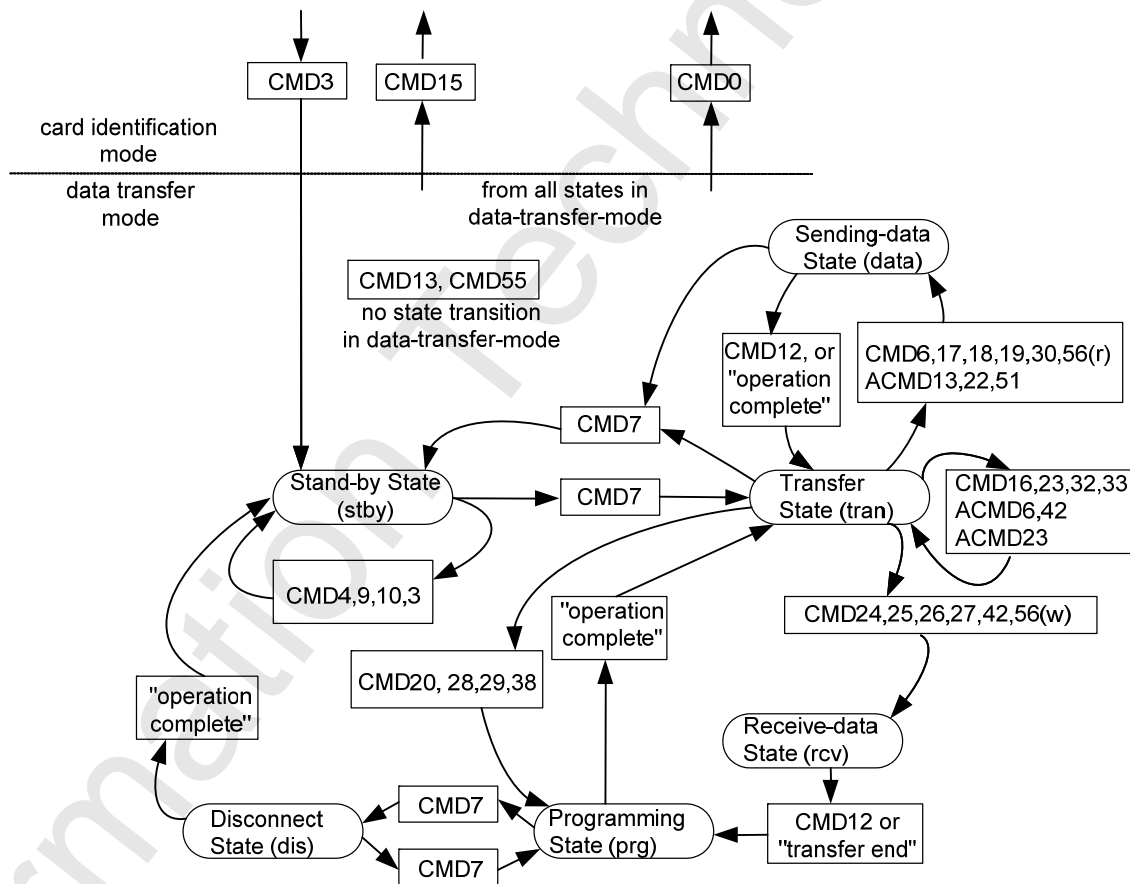 CMD3
CMD15
CMD0
card identification
mode
data transfer
mode
from all states in
data-transfer-mode
Sending-data
State (data)
CMD13, CMD55
no state transition
in data-transfer-mode
CMD12, or
"operation
complete"
CMD6,17,18,19,30,56(r)
ACMD13,22,51
CMD7
Stand-by State
(stby)
CMD7
Transfer
State (tran)
CMD16,23,32,33
ACMD6,42
ACMD23
CMD4,9,10,3
"operation
complete"
CMD24,25,26,27,42,56(w)
CMD20, 28,29,38
"operation
complete"
Receive-data
State (rcv)
CMD7
Disconnect
State (dis)
Programming
State (prg)
CMD12 or
"transfer end"
CMD7
rmation Techn